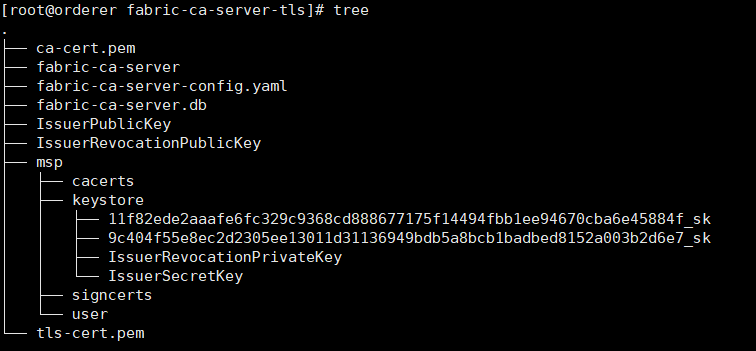 [root@orderer fabric-ca-server-tls]# tree
.
├── ca-cert.pem
├── fabric-ca-server
├── fabric-ca-server-config.yaml
├── fabric-ca-server.db
├── IssuerPublicKey
├── IssuerRevocationPublicKey
├── msp
│   ├── cacerts
│   ├── keystore
│   │   ├── 11f82ede2aaafe6fc329c9368cd888677175f14494fbb1ee94670cba6e45884f_sk
│   │   ├── 9c404f55e8ec2d2305ee13011d31136949bdb5a8bcb1badbed8152a003b2d6e7_sk
│   │   ├── IssuerRevocationPrivateKey
│   │   └── IssuerSecretKey
│   ├── signcerts
│   └── user
└── tls-cert.pem